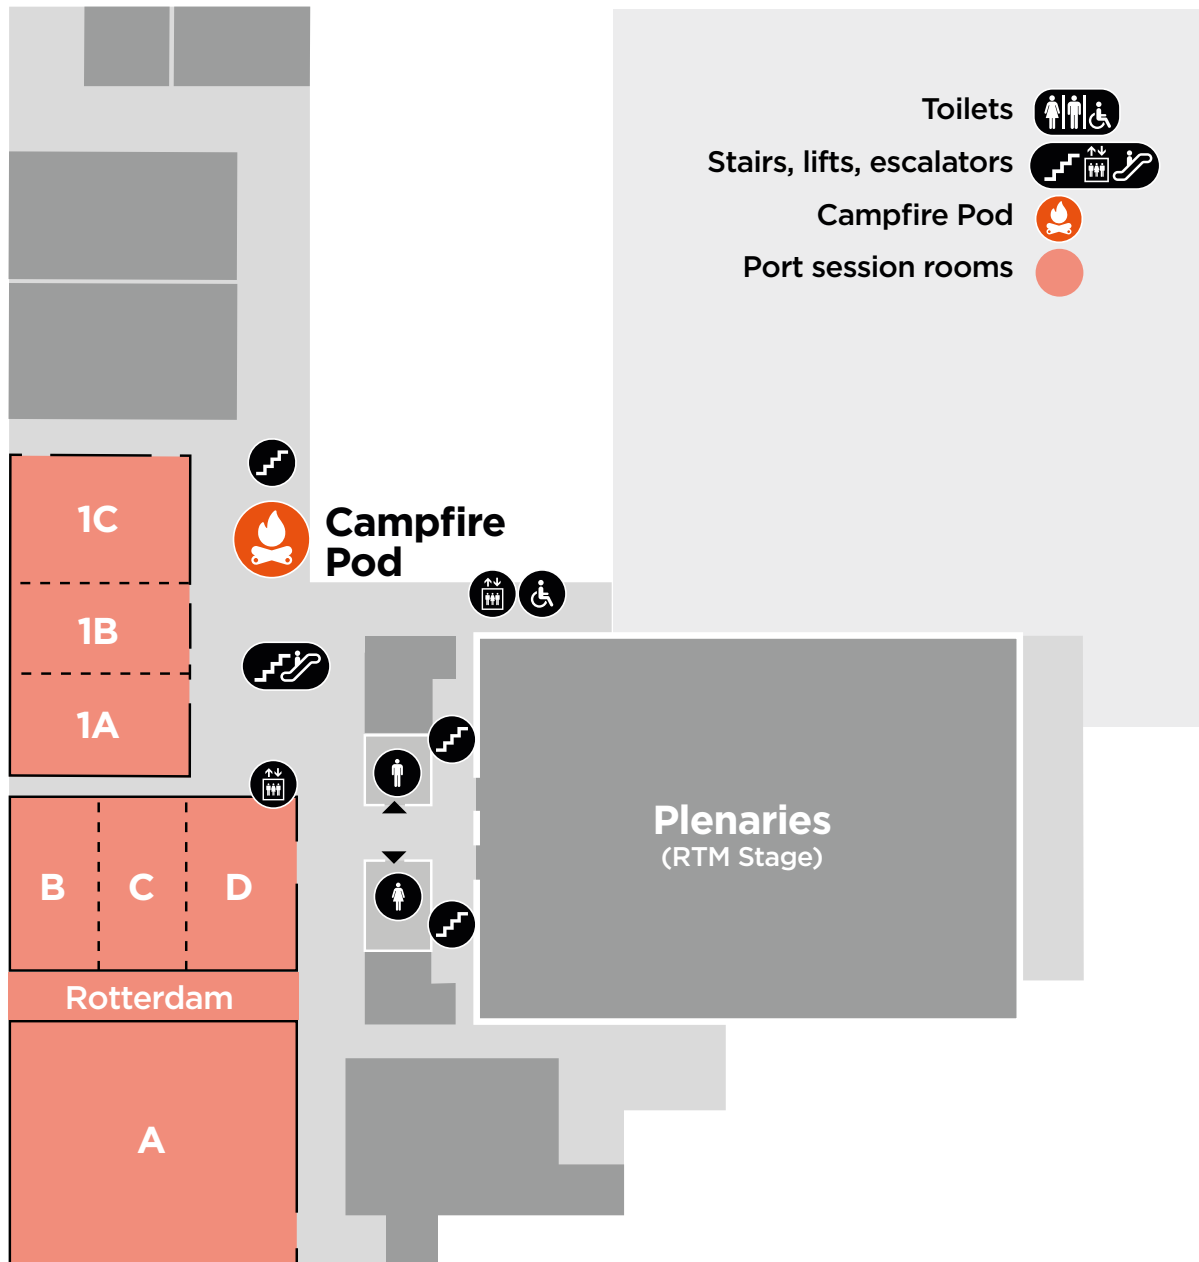 Toilets
Stairs, lifts, escalators
Campfire Pod
Port session rooms
1C
Campfire
Pod
1B
1A
Plenaries
(RTM Stage)
B C D
Rotterdam
A